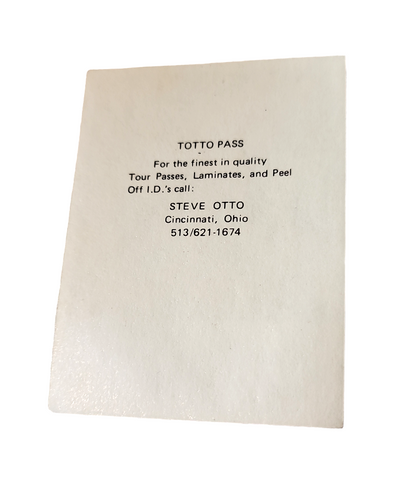 TOTTO PASS
For the finest in quality
Tour Passes, Laminates, and Peel
Off I.D.'s call:
STEVE OTTO
Cincinnati, Ohio
513/621-1674